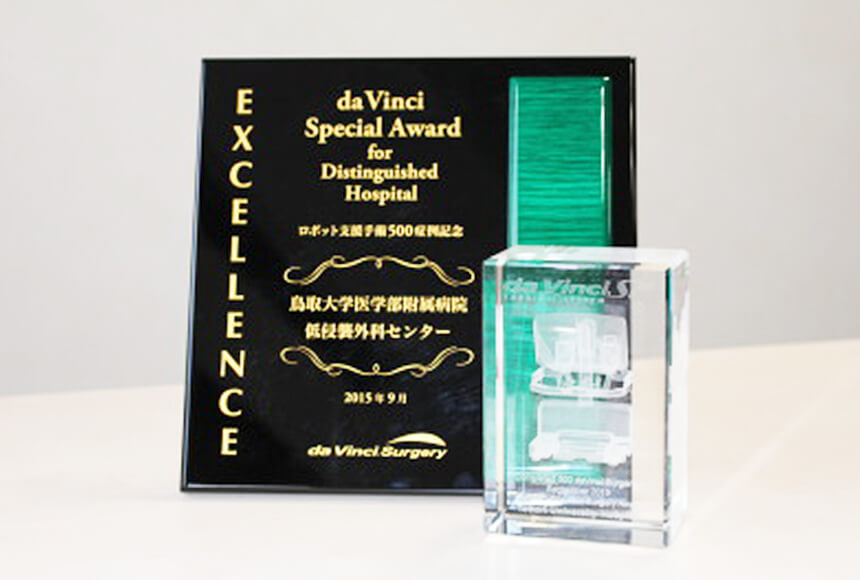 EXCELLENCE
da Vinci
Special Award
for
Distinguished
Hospital
ロボット支援手術500症例記念
鳥取大学医学部附属病院
低侵襲外科センター
2015年9月
da Vinci Surgery
da Vinci S